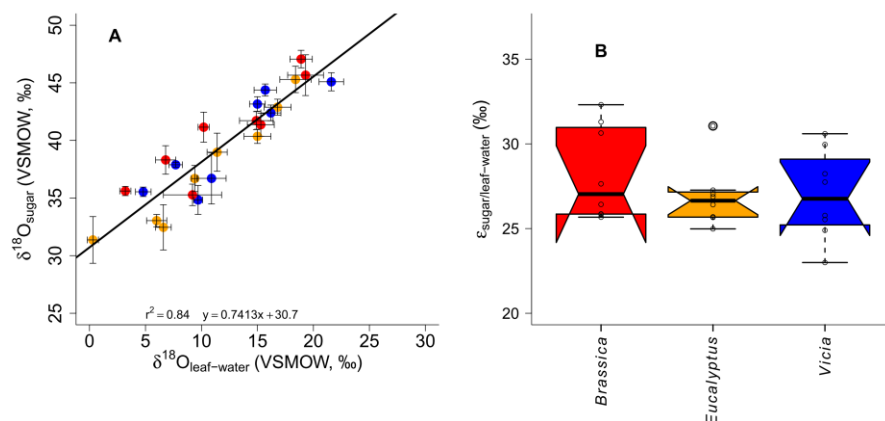 A
δ¹⁸Osugar (VSMOW, ‰)
50
45
40
35
30
25
r² = 0.84 y = 0.7413x + 30.7
0 5 10 15 20 25 30
δ¹⁸Oleaf−water (VSMOW, ‰)
B
εsugar/leaf−water (‰)
35
30
25
20
Brassica
Eucalyptus
Vicia